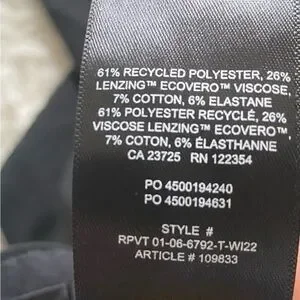 61% RECYCLED POLYESTER, 26%
LENZING™ ECOVERO™ VISCOSE,
7% COTTON, 6% ELASTANE
61% POLYESTER RECYCLÉ, 26%
VISCOSE LENZING™ ECOVERO™,
7% COTON, 6% ÉLASTHANNE
CA 23725 RN 122354
PO 4500194240
PO 4500194631
STYLE #
RPVT 01-06-6792-T-WI22
ARTICLE # 109833